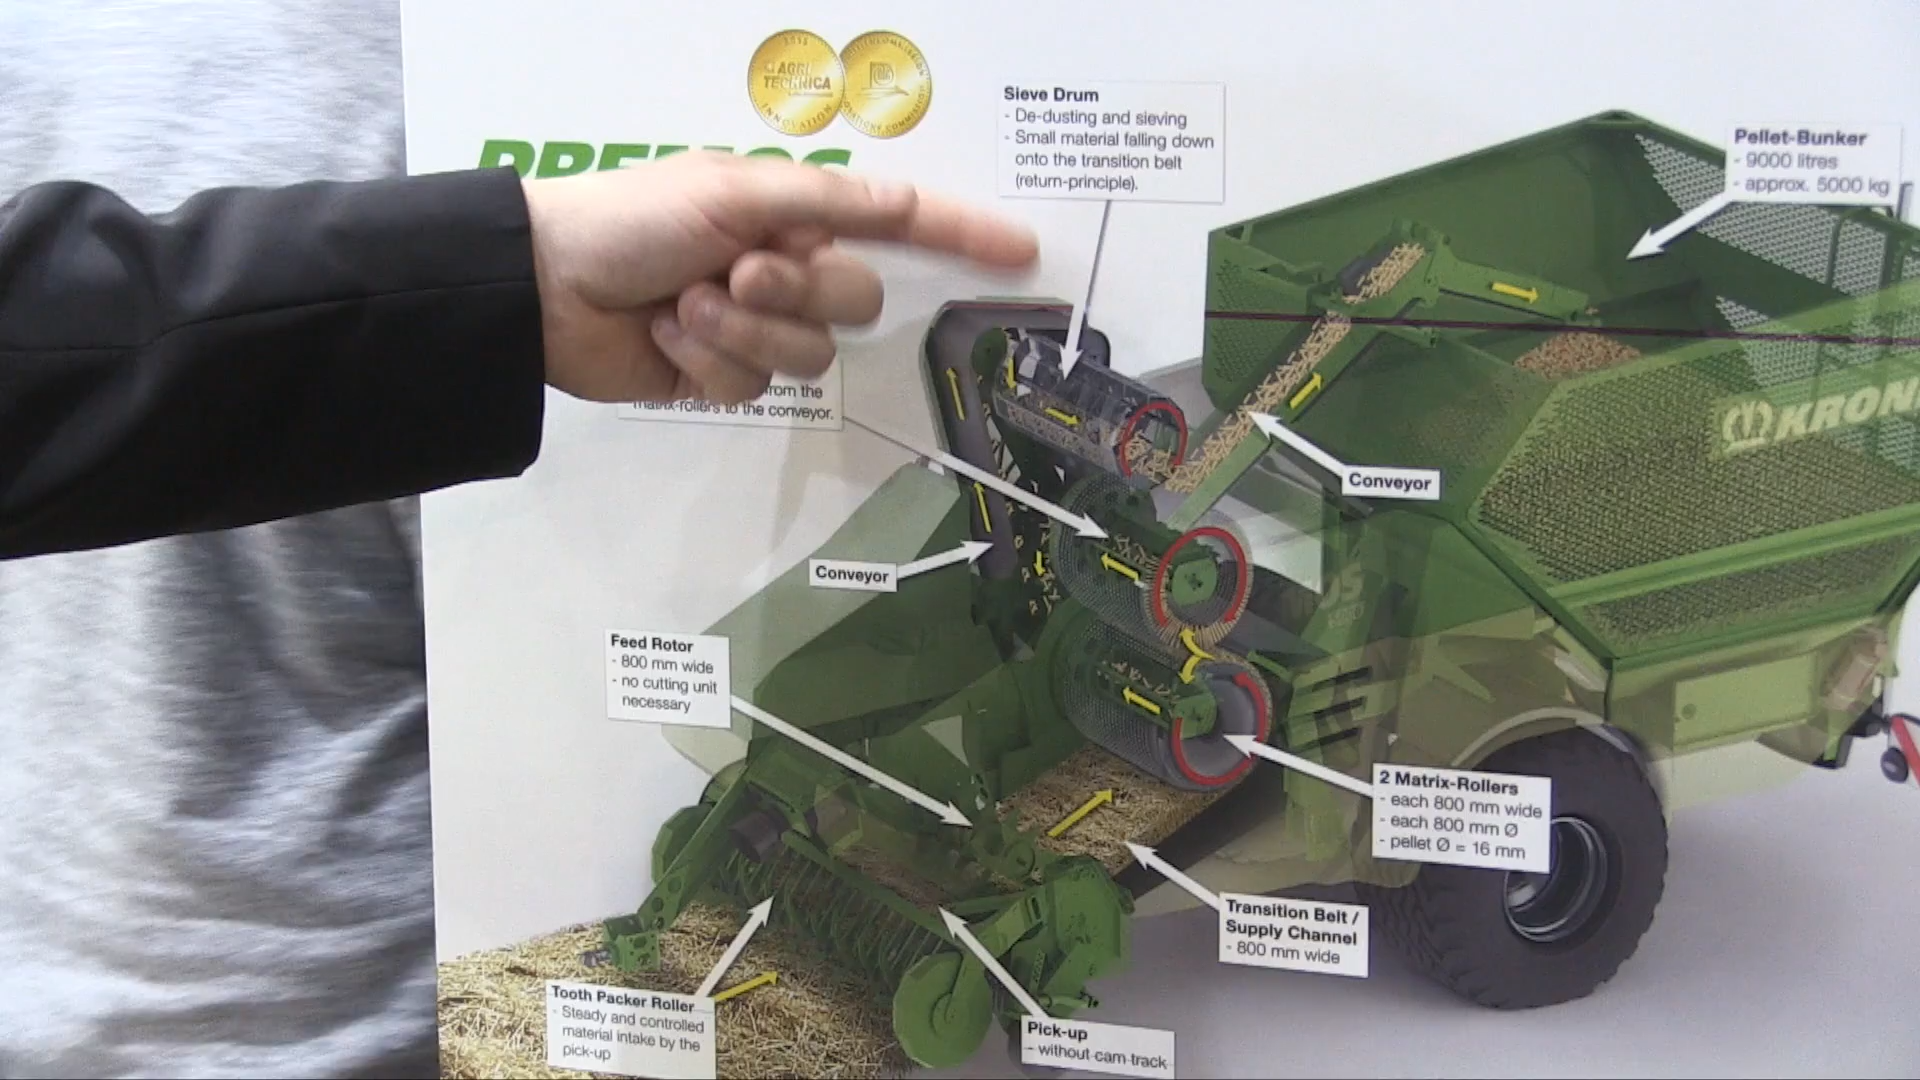 2015
AGRI
TECHNICA
INNOVATION
PREMOS
Sieve Drum
- De-dusting and sieving
- Small material falling down
onto the transition belt
(return-principle).
Pellet-Bunker
- 9000 litres
- approx. 5000 kg
from the
matrix-rollers to the conveyor.
KRONE
Conveyor
Conveyor
Feed Rotor
- 800 mm wide
- no cutting unit
necessary
2 Matrix-Rollers
- each 800 mm wide
- each 800 mm Ø
- pellet Ø = 16 mm
Transition Belt /
Supply Channel
- 800 mm wide
Tooth Packer Roller
- Steady and controlled
material intake by the
pick-up
Pick-up
- without cam track